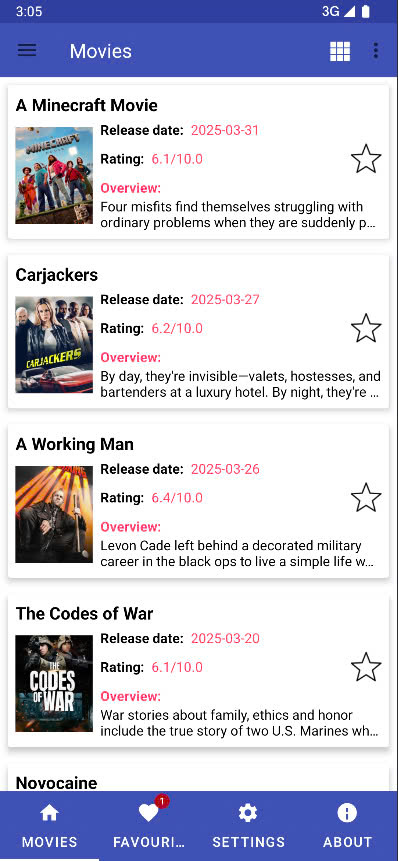 3:05
3G
Movies
A Minecraft Movie
MINECRAFT
Release date: 2025-03-31
Rating: 6.1/10.0
Overview:
Four misfits find themselves struggling with
ordinary problems when they are suddenly p...
Carjackers
CARJACKERS
Release date: 2025-03-27
Rating: 6.2/10.0
Overview:
By day, they're invisible—valets, hostesses, and
bartenders at a luxury hotel. By night, they're ...
A Working Man
Release date: 2025-03-26
Rating: 6.4/10.0
Overview:
Levon Cade left behind a decorated military
career in the black ops to live a simple life w...
The Codes of War
THE
CODES
OF WAR
Release date: 2025-03-20
Rating: 6.1/10.0
Overview:
War stories about family, ethics and honor
include the true story of two U.S. Marines wh...
Novocaine
1
MOVIES
FAVOURI...
SETTINGS
ABOUT